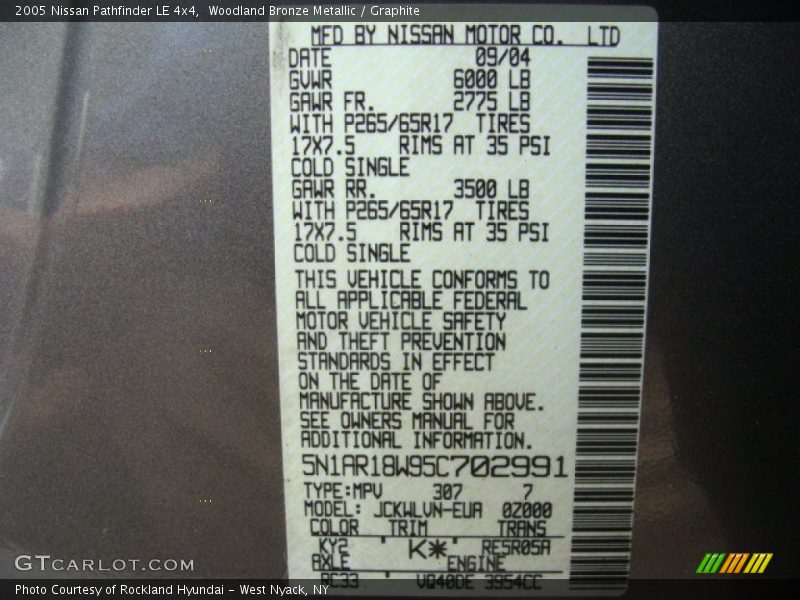 2005 Nissan Pathfinder LE 4x4,  Woodland Bronze Metallic / Graphite
MFD BY NISSAN MOTOR CO. LTD
DATE 09/04
GVWR 6000 LB
GAWR FR. 2775 LB
WITH P265/65R17 TIRES
17X7.5 RIMS AT 35 PSI
COLD SINGLE
GAWR RR. 3500 LB
WITH P265/65R17 TIRES
17X7.5 RIMS AT 35 PSI
COLD SINGLE
THIS VEHICLE CONFORMS TO
ALL APPLICABLE FEDERAL
MOTOR VEHICLE SAFETY
AND THEFT PREVENTION
STANDARDS IN EFFECT
ON THE DATE OF
MANUFACTURE SHOWN ABOVE.
SEE OWNERS MANUAL FOR
ADDITIONAL INFORMATION.
5N1AR18W95C702991
TYPE:MPV 307 7
MODEL: JCKWLVN-EUA 0Z000
COLOR TRIM TRANS
KY2 ' K* ' RE5R05A
AXLE ENGINE
RC33 ' VQ40DE 3954CC
GTCARLOT.COM
Photo Courtesy of Rockland Hyundai - West Nyack, NY